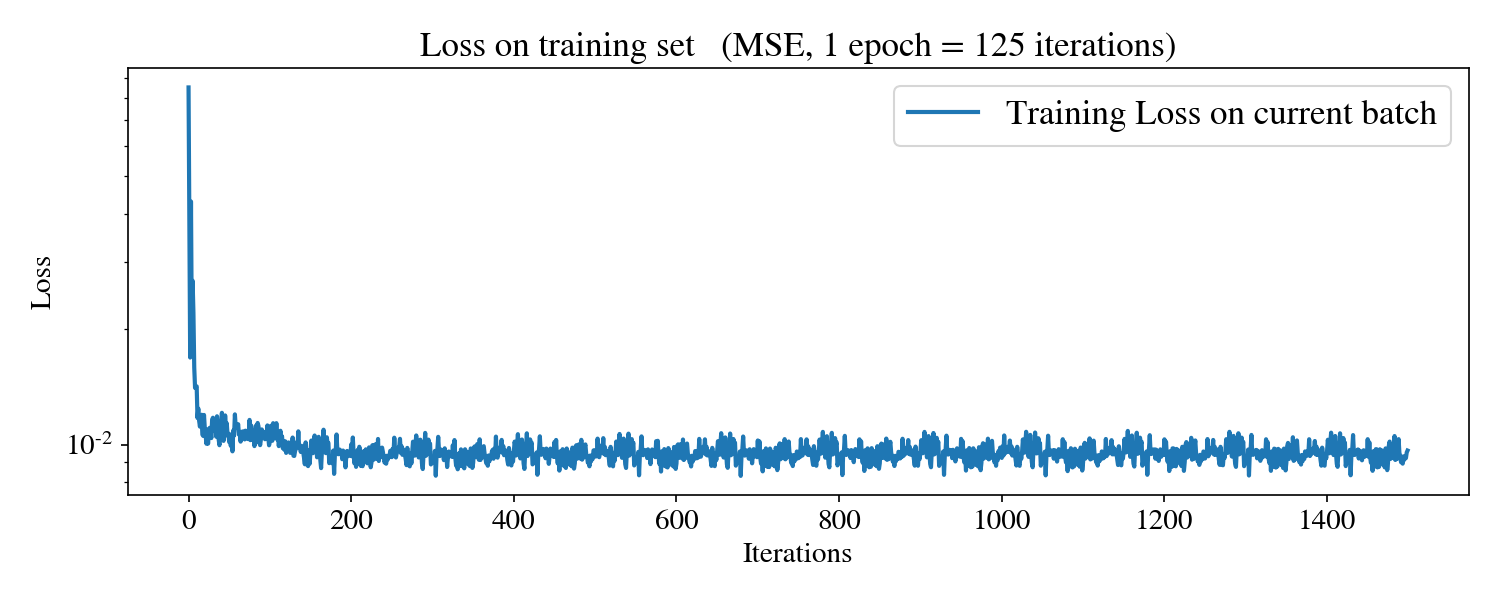 Loss on training set (MSE, 1 epoch = 125 iterations)
Training Loss on current batch
Loss
10⁻²
0 200 400 600 800 1000 1200 1400
Iterations